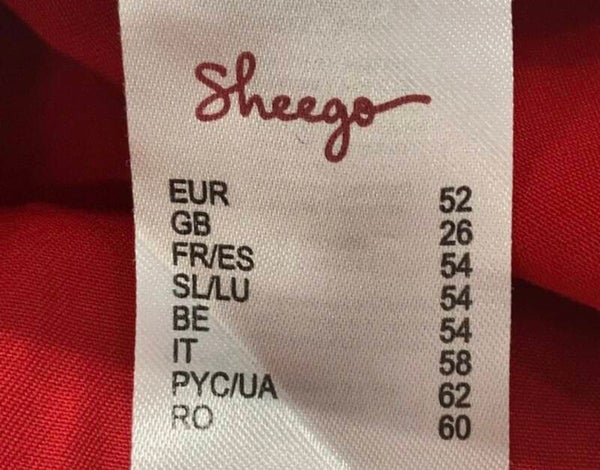 Sheego
EUR 52
GB 26
FR/ES 54
SL/LU 54
BE 54
IT 58
РУС/UA 62
RO 60